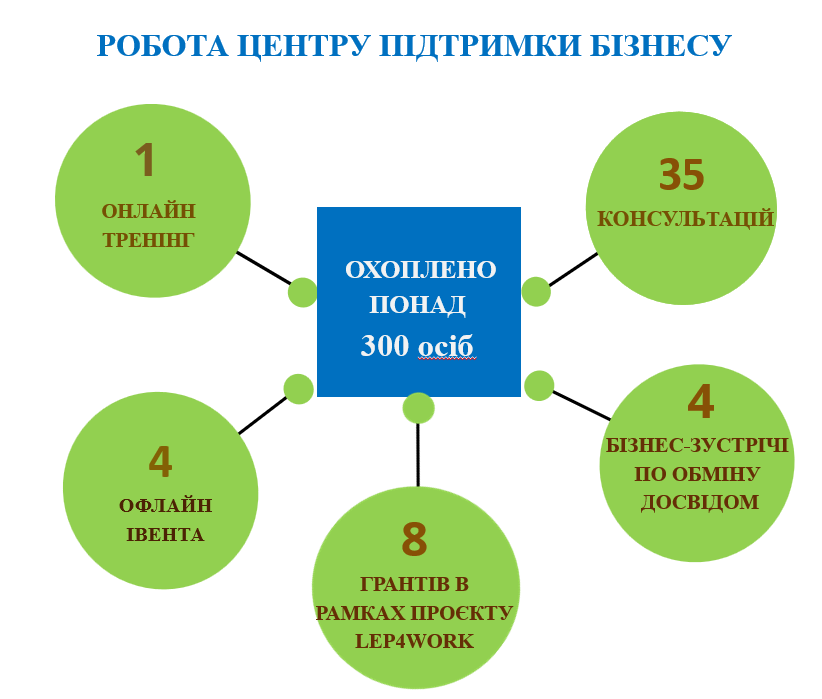 РОБОТА ЦЕНТРУ ПІДТРИМКИ БІЗНЕСУ
1
ОНЛАЙН
ТРЕНІНГ
35
КОНСУЛЬТАЦІЙ
ОХОПЛЕНО
ПОНАД
300 осіб
4
ОФЛАЙН
ІВЕНТА
8
ГРАНТІВ В
РАМКАХ ПРОЄКТУ
LEP4WORK
4
БІЗНЕС-ЗУСТРІЧІ
ПО ОБМІНУ
ДОСВІДОМ